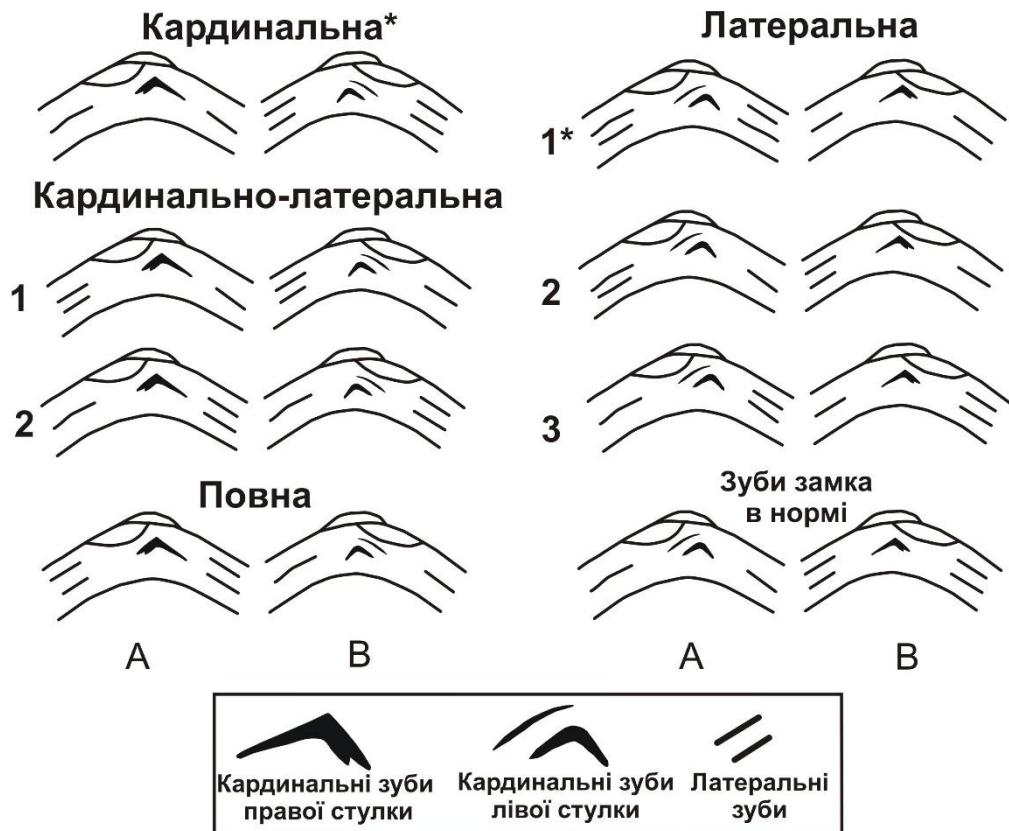 Кардинальна*
Латеральна
1*
Кардинально-латеральна
1
2
2
3
Повна
Зуби замка
в нормі
А
В
А
В
Кардинальні зуби
правої стулки
Кардинальні зуби
лівої стулки
Латеральні
зуби